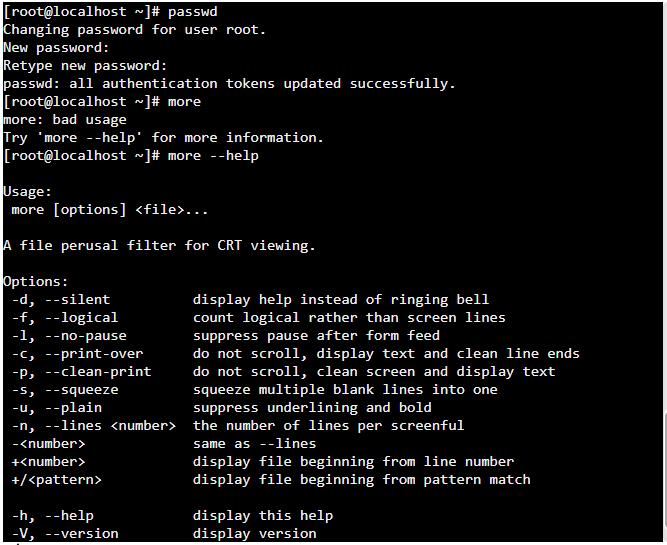 [root@localhost ~]# passwd
Changing password for user root.
New password:
Retype new password:
passwd: all authentication tokens updated successfully.
[root@localhost ~]# more
more: bad usage
Try 'more --help' for more information.
[root@localhost ~]# more --help

Usage:
 more [options] <file>...

A file perusal filter for CRT viewing.

Options:
 -d, --silent          display help instead of ringing bell
 -f, --logical         count logical rather than screen lines
 -l, --no-pause        suppress pause after form feed
 -c, --print-over      do not scroll, display text and clean line ends
 -p, --clean-print     do not scroll, clean screen and display text
 -s, --squeeze         squeeze multiple blank lines into one
 -u, --plain           suppress underlining and bold
 -n, --lines <number>  the number of lines per screenful
 -<number>             same as --lines
 +<number>             display file beginning from line number
 +/<pattern>           display file beginning from pattern match

 -h, --help            display this help
 -V, --version         display version